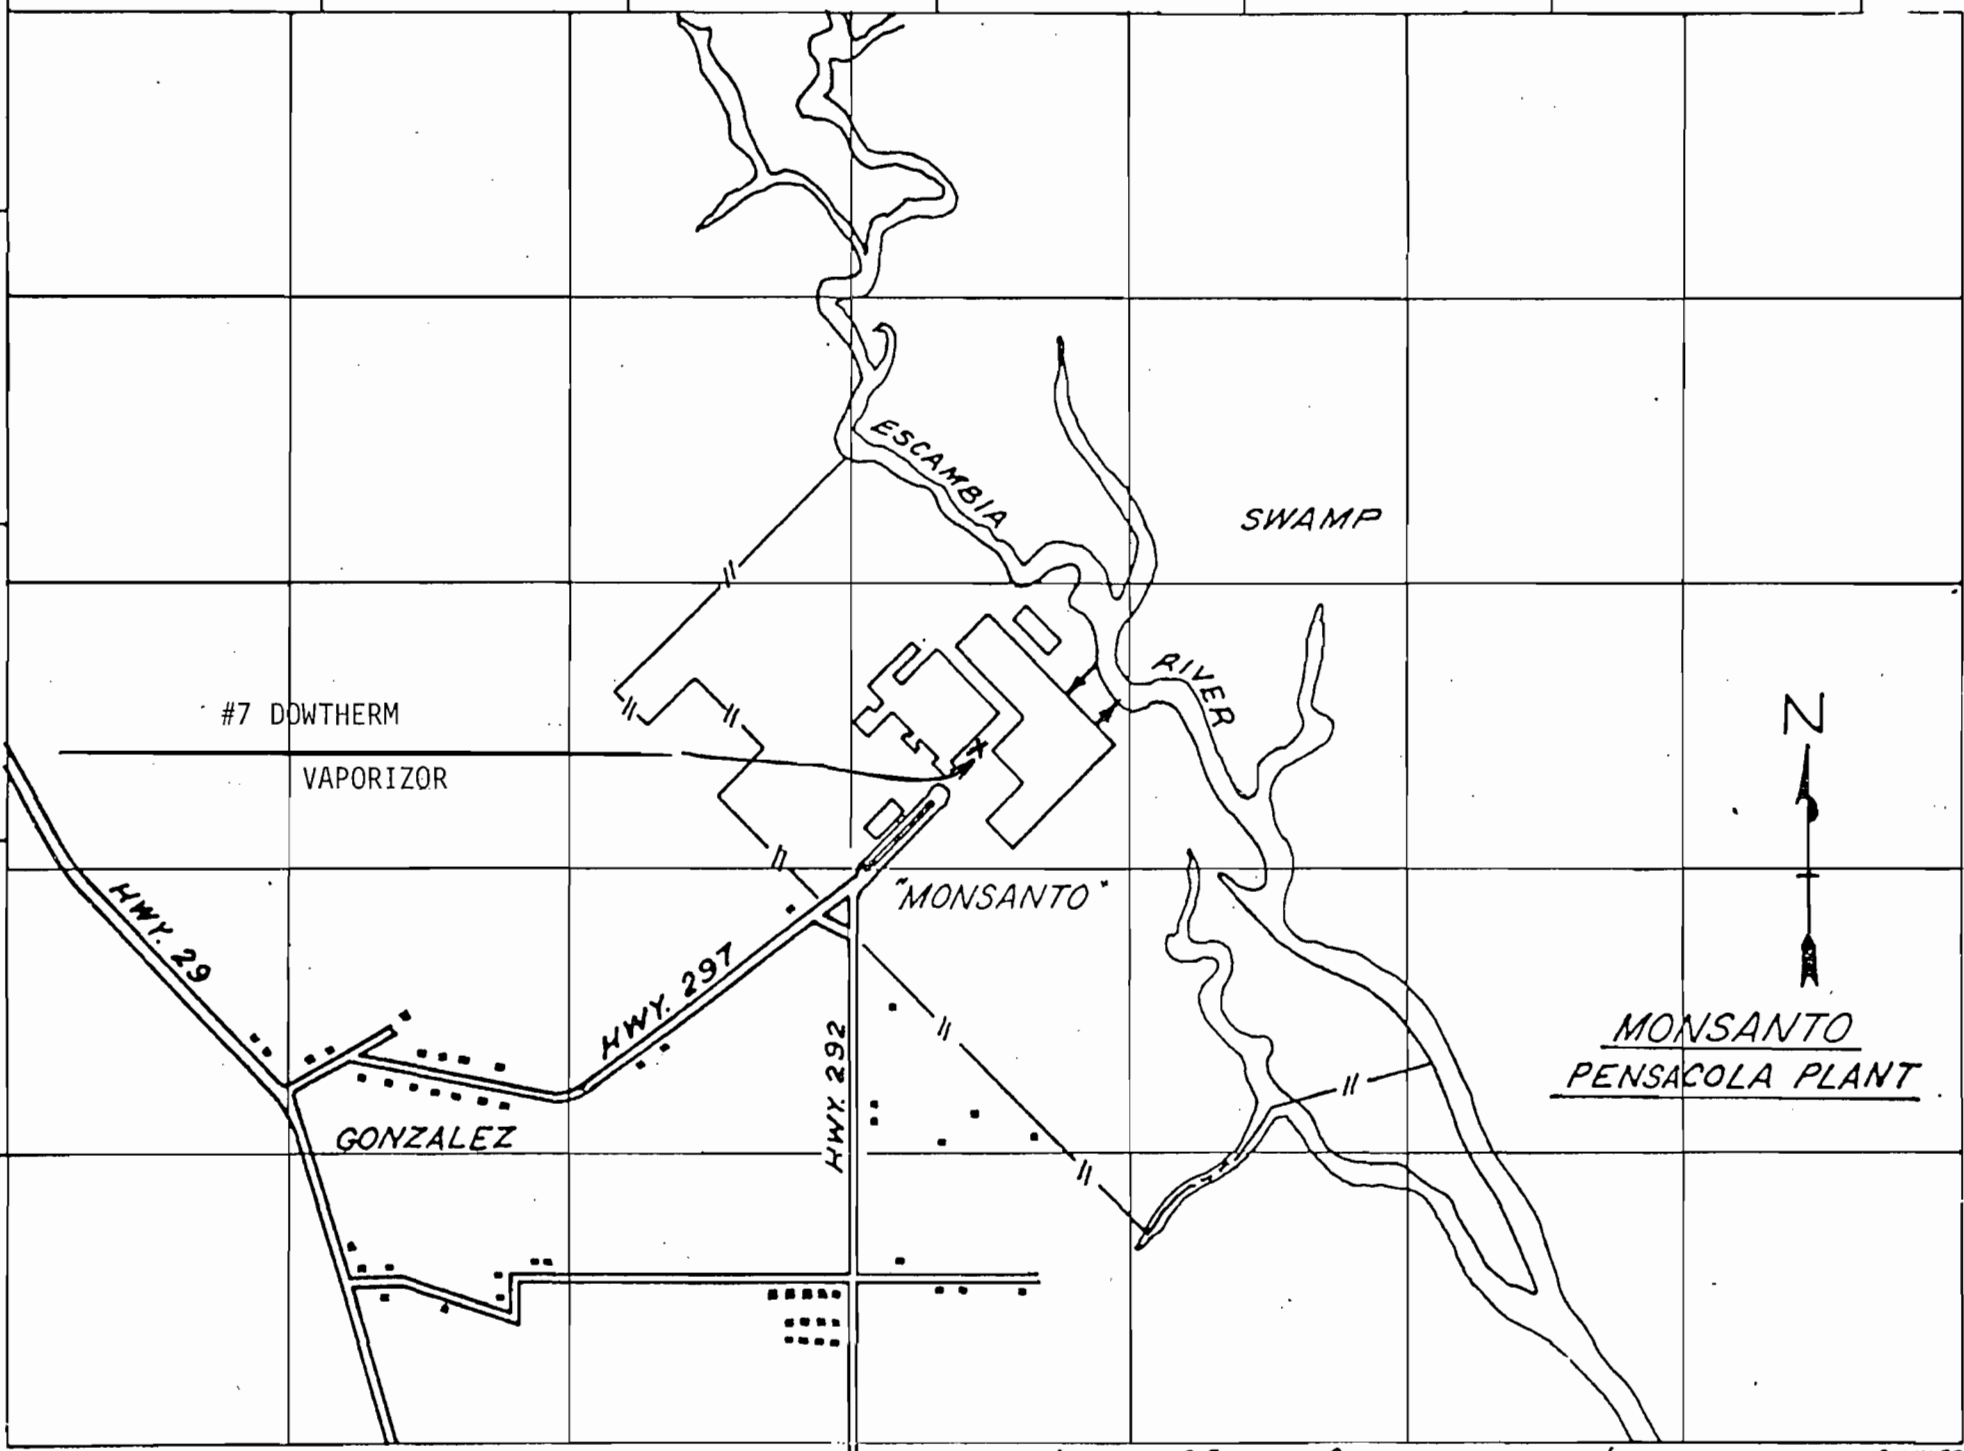 ESCAMBIA
SWAMP
RIVER
#7 DOWTHERM
VAPORIZOR
N
X
HWY. 29
"MONSANTO"
HWY. 297
HWY. 292
MONSANTO
PENSACOLA PLANT
GONZALEZ